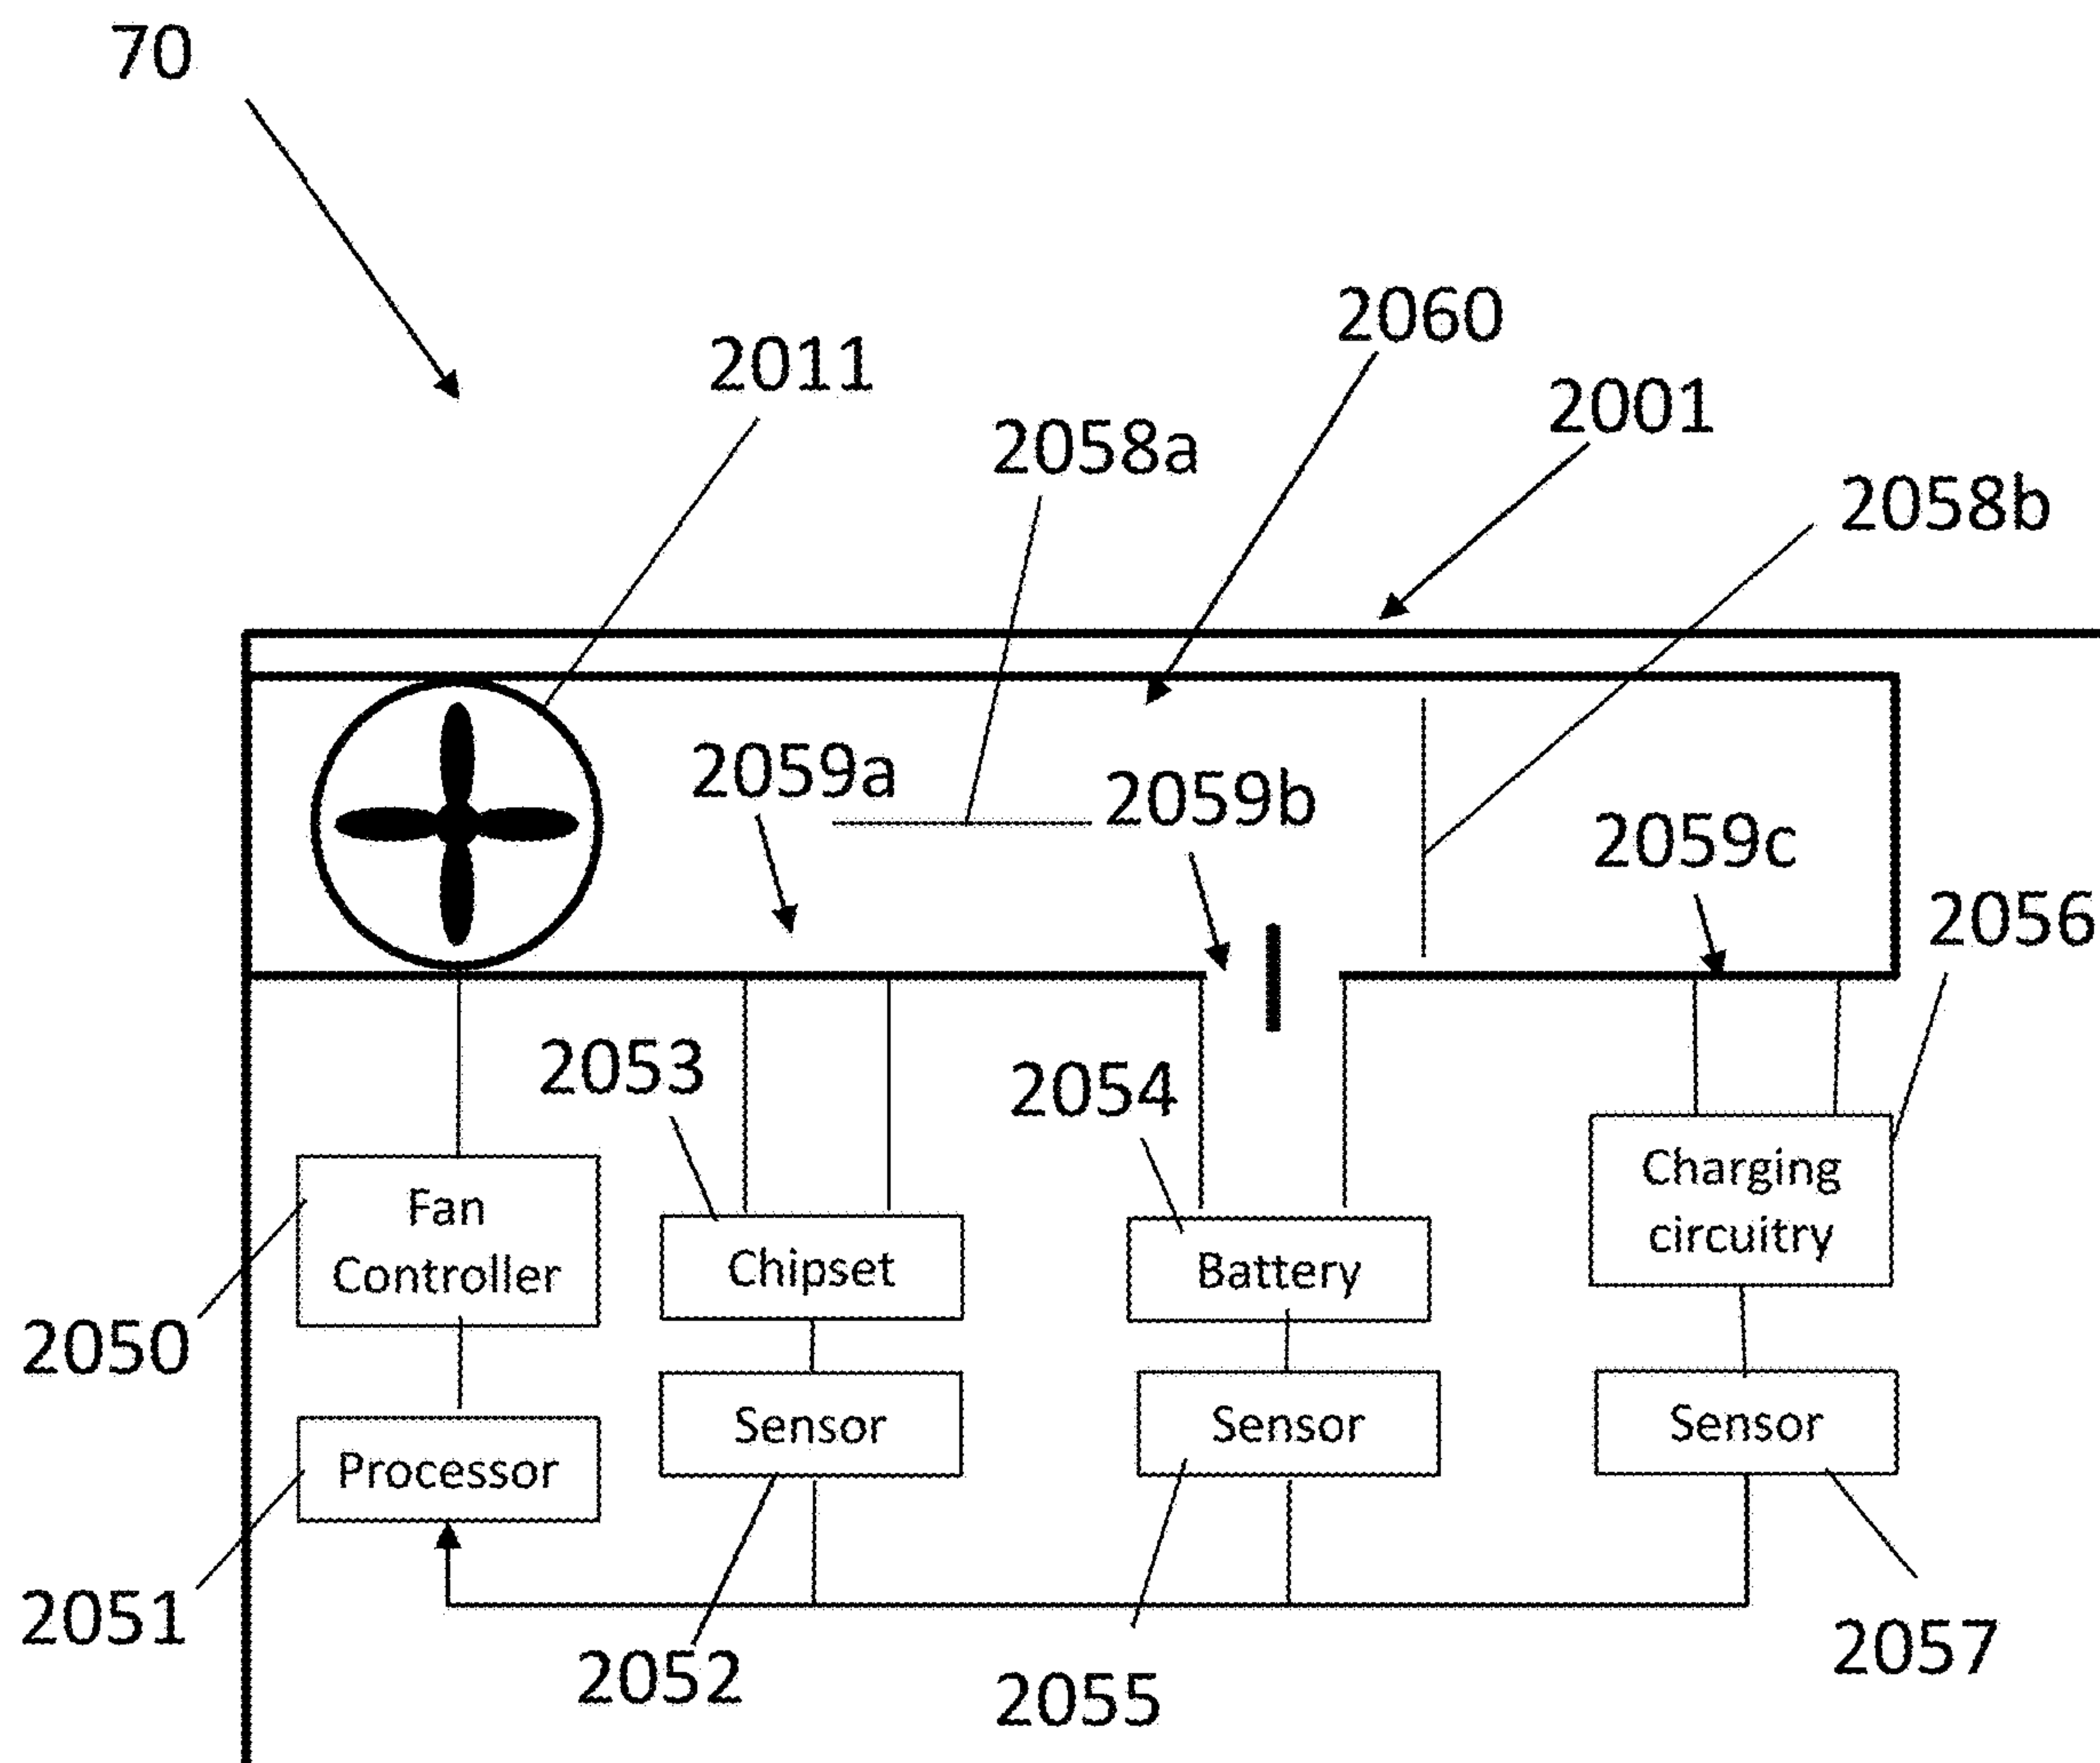 70
2060
2011
2001
2058a
2058b
2059a
2059b
2059c
2056
2053
2054
Charging
circuitry
Fan
Controller
Chipset
Battery
2050
Sensor
Sensor
Sensor
Processor
2051
2052
2055
2057